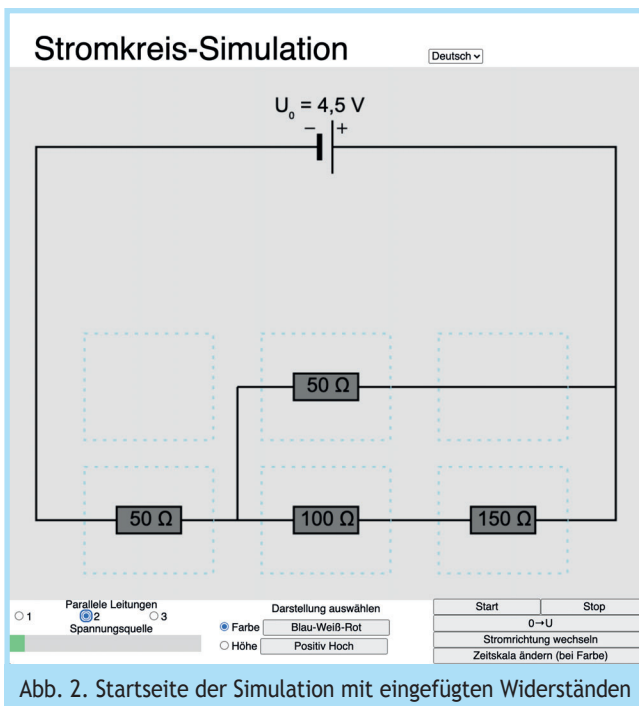 Stromkreis-Simulation
Deutsch
U₀ = 4,5 V
− +
50 Ω
50 Ω 100 Ω 150 Ω
Parallele Leitungen
1 2 3
Spannungsquelle
Darstellung auswählen
Farbe Blau-Weiß-Rot
Höhe Positiv Hoch
Start Stop
0→U
Stromrichtung wechseln
Zeitskala ändern (bei Farbe)
Abb. 2. Startseite der Simulation mit eingefügten Widerständen